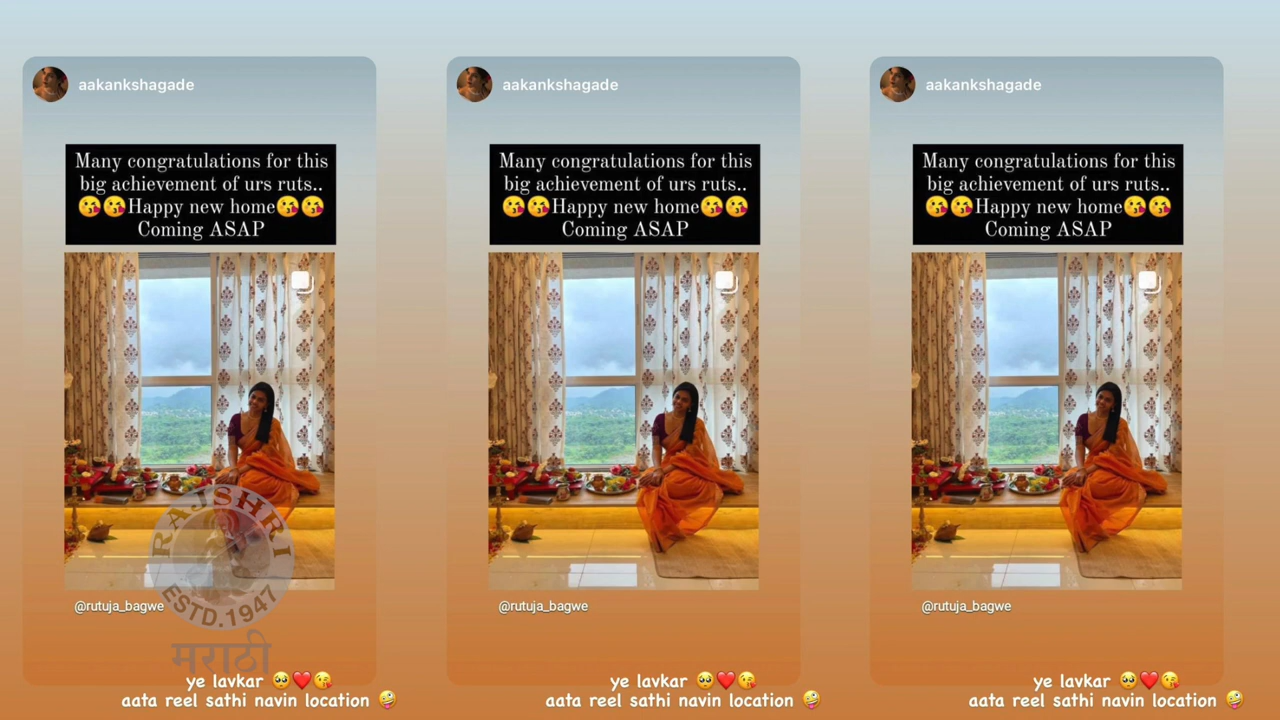 aakankshagade
Many congratulations for this
big achievement of urs ruts..
😘😘Happy new home😘😘
Coming ASAP
@rutuja_bagwe
RAJSHRI
ESTD.1947
मराठी
ye lavkar 🥺❤️😘
aata reel sathi navin location 🤪
aakankshagade
Many congratulations for this
big achievement of urs ruts..
😘😘Happy new home😘😘
Coming ASAP
@rutuja_bagwe
ye lavkar 🥺❤️😘
aata reel sathi navin location 🤪
aakankshagade
Many congratulations for this
big achievement of urs ruts..
😘😘Happy new home😘😘
Coming ASAP
@rutuja_bagwe
ye lavkar 🥺❤️😘
aata reel sathi navin location 🤪